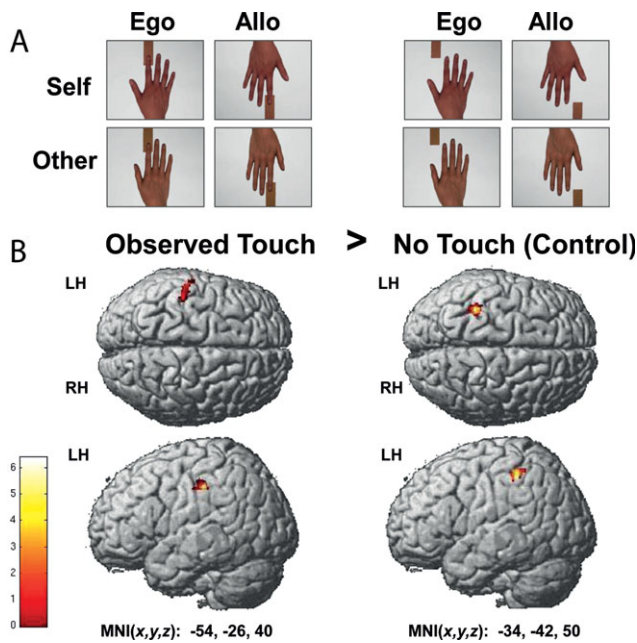 Ego Allo Ego Allo
A
Self
Other
B Observed Touch > No Touch (Control)
LH LH
RH RH
LH LH
6
5
4
3
2
1
0
MNI(x,y,z): -54, -26, 40 MNI(x,y,z): -34, -42, 50